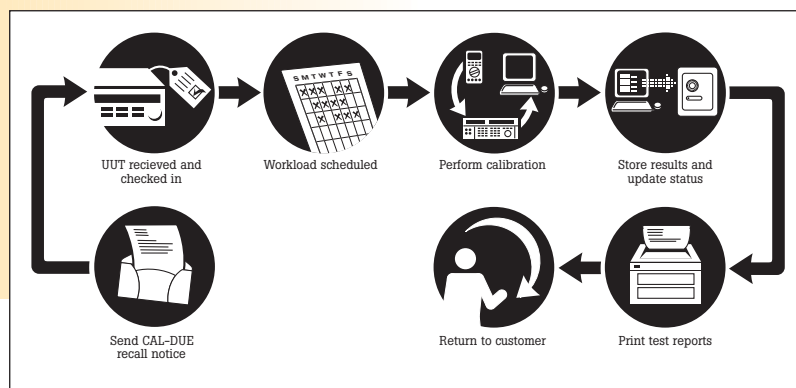 S M T W T F S
UUT recieved and
checked in
Workload scheduled
Perform calibration
Store results and
update status
Send CAL-DUE
recall notice
Return to customer
Print test reports